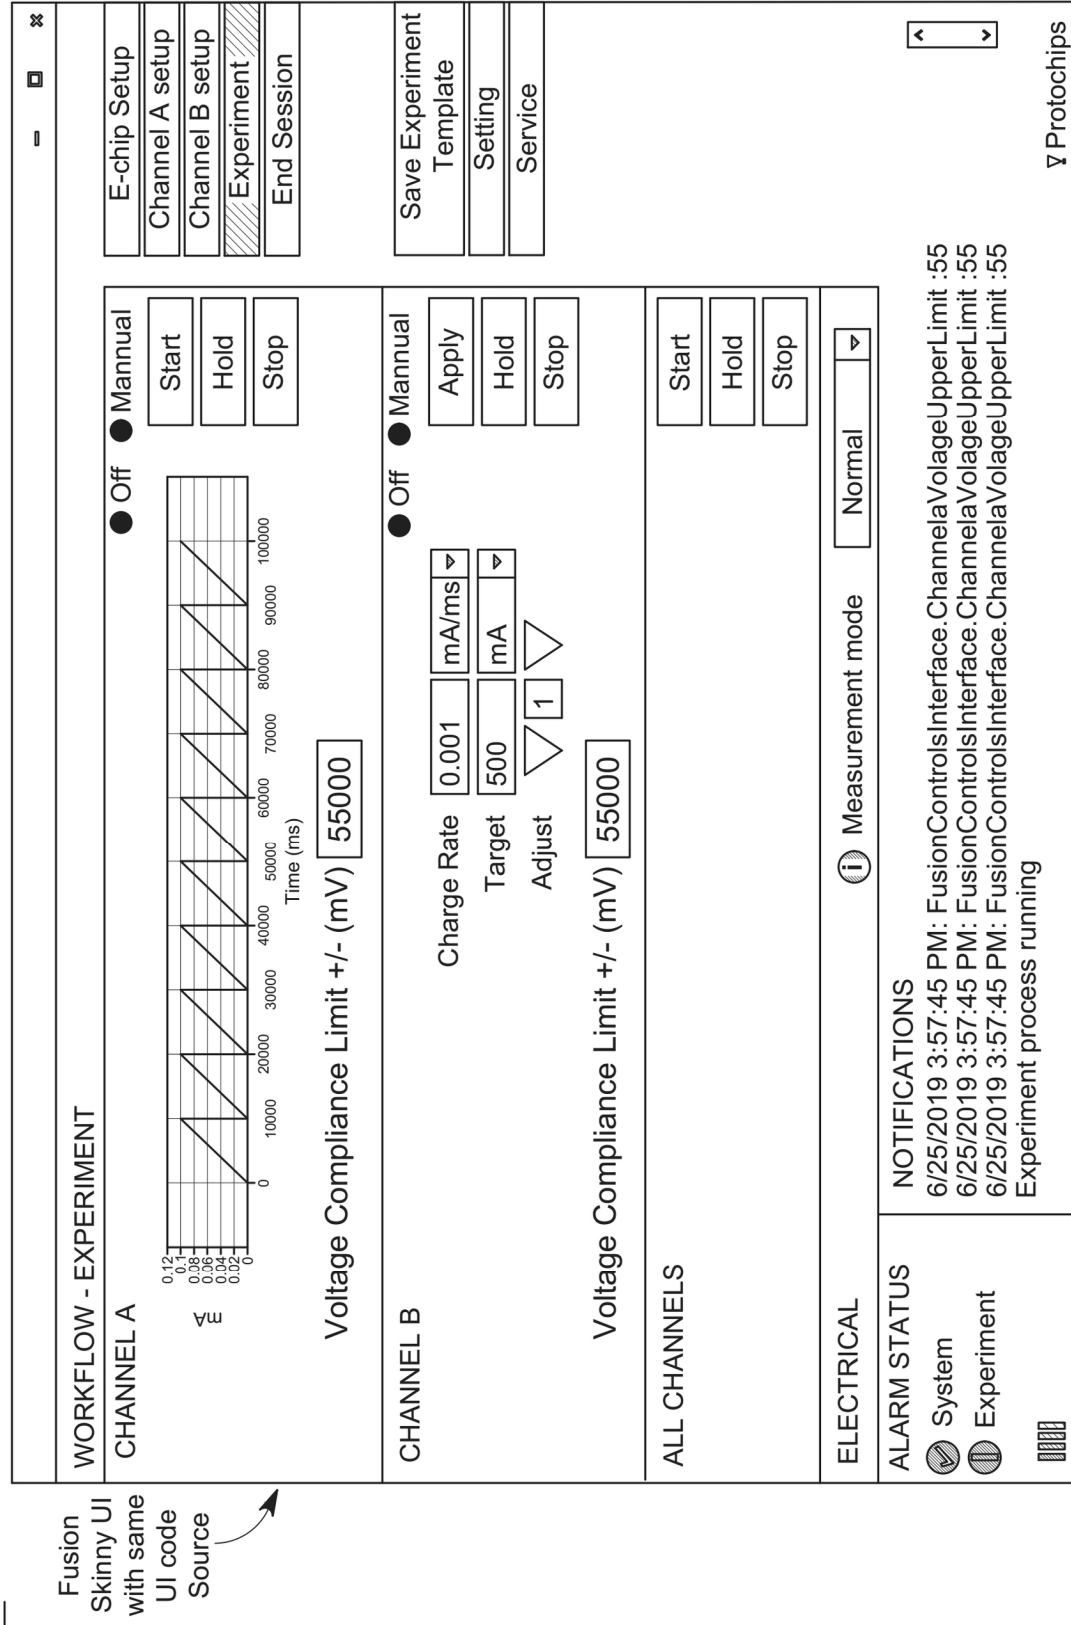 Fusion
Skinny UI
with same
UI code
Source
WORKFLOW - EXPERIMENT
CHANNEL A
Off
Mannual
Start
Hold
Stop
mA
0.12
0.1
0.08
0.06
0.04
0.02
0
0
10000
20000
30000
40000
50000
60000
70000
80000
90000
100000
Time (ms)
Voltage Compliance Limit +/- (mV) 55000
CHANNEL B
Off
Mannual
Charge Rate 0.001 mA/ms
Target 500 mA
Adjust 1
Apply
Hold
Stop
Voltage Compliance Limit +/- (mV) 55000
ALL CHANNELS
Start
Hold
Stop
ELECTRICAL
i Measurement mode Normal
E-chip Setup
Channel A setup
Channel B setup
Experiment
End Session
Save Experiment
Template
Setting
Service
ALARM STATUS
System
Experiment
NOTIFICATIONS
6/25/2019 3:57:45 PM: FusionControlsInterface.ChannelaVolageUpperLimit :55
6/25/2019 3:57:45 PM: FusionControlsInterface.ChannelaVolageUpperLimit :55
6/25/2019 3:57:45 PM: FusionControlsInterface.ChannelaVolageUpperLimit :55
Experiment process running
Protochips